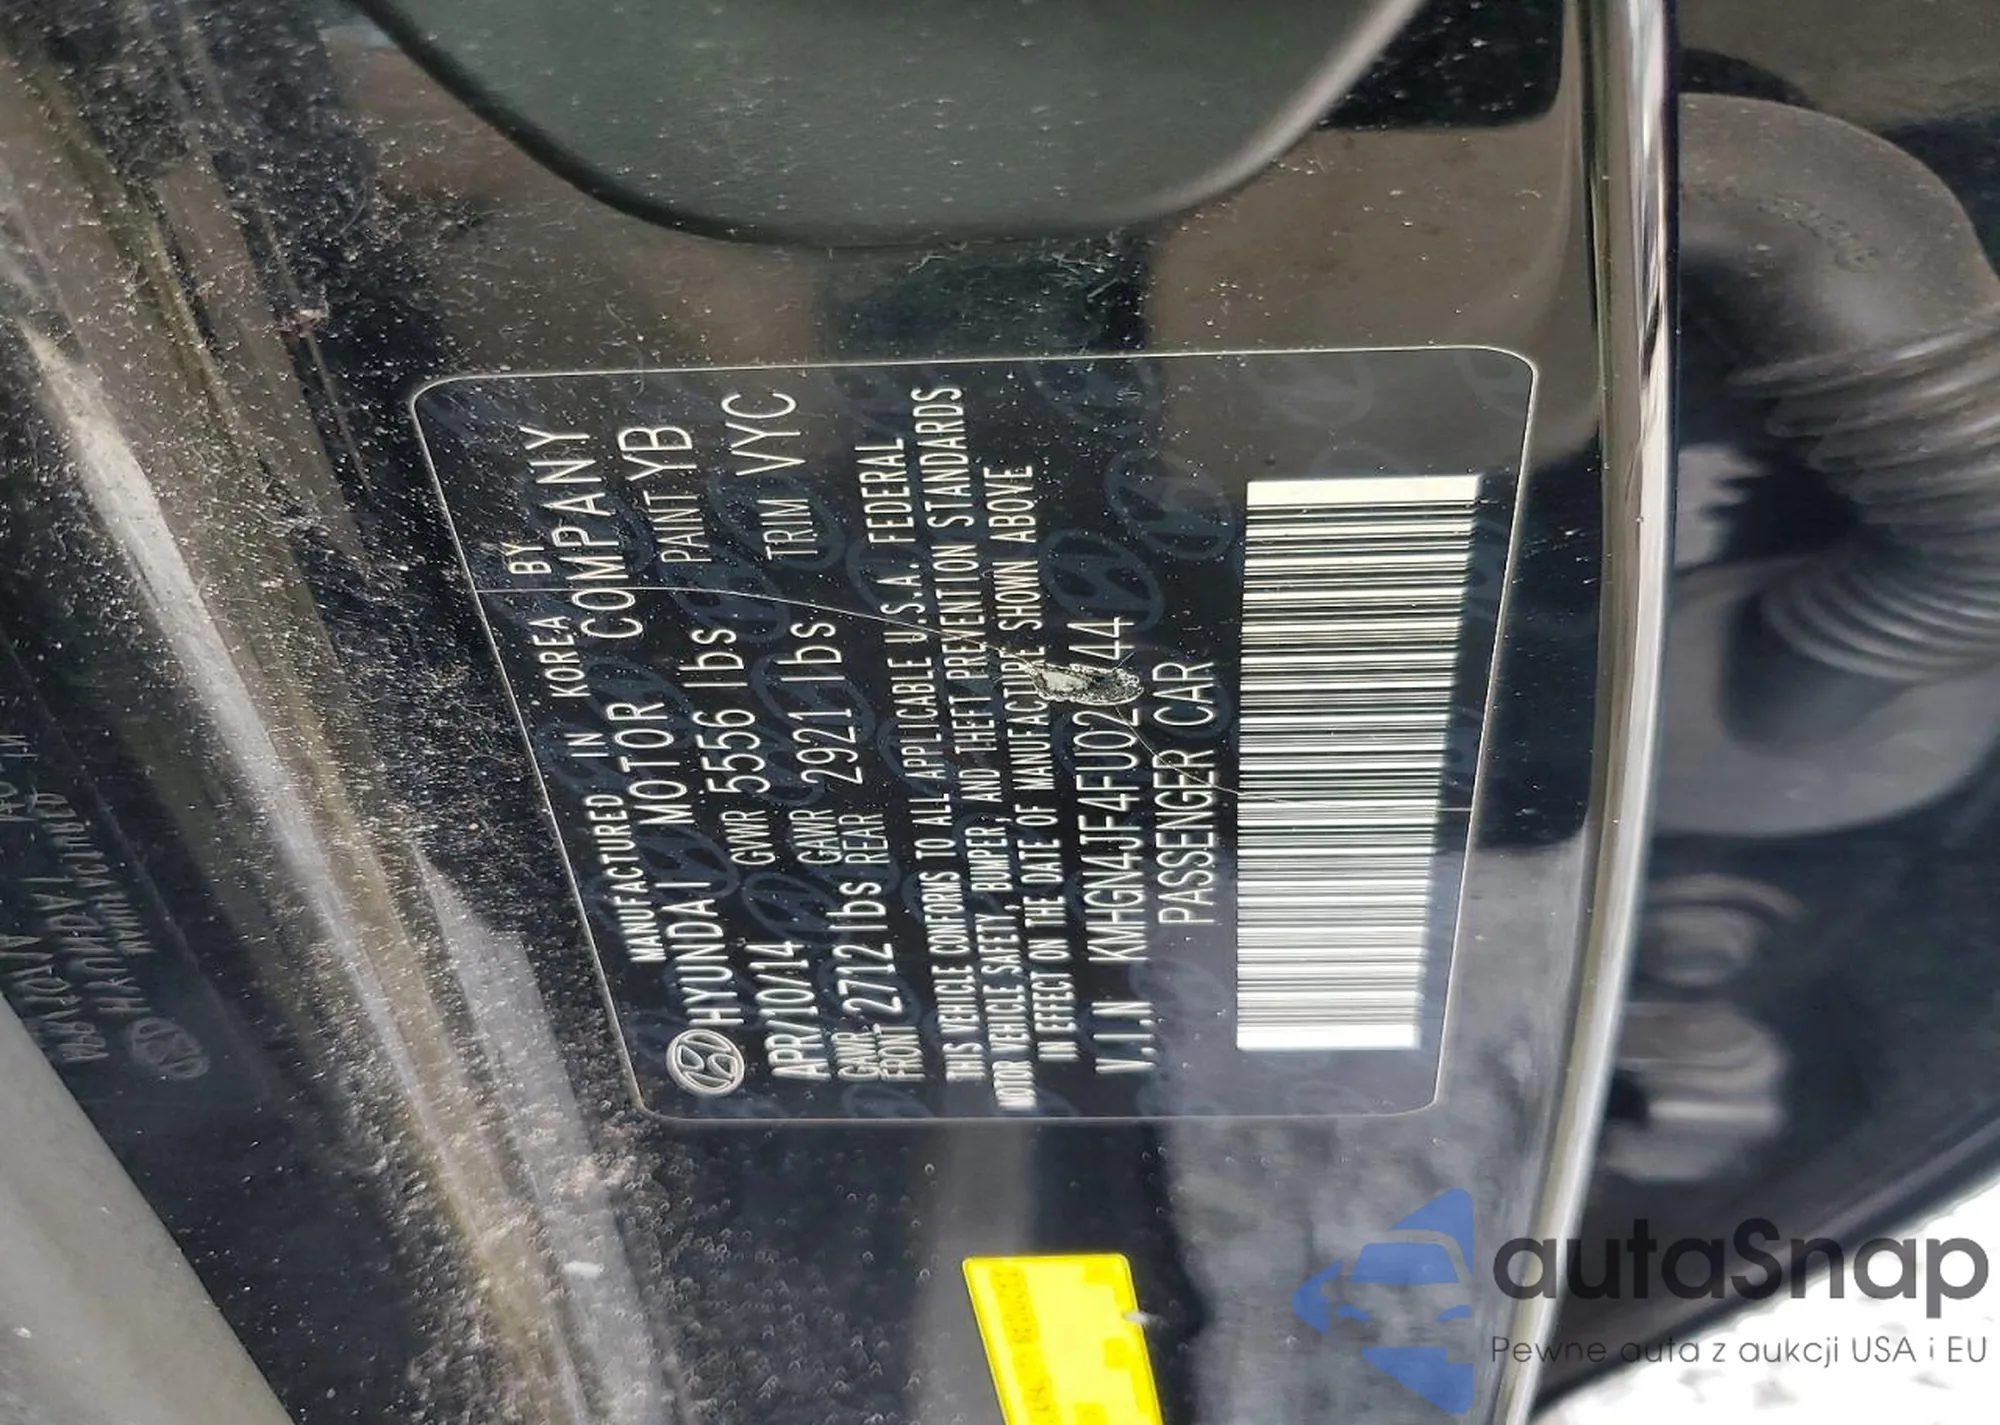 MANUFACTURED IN KOREA BY
HYUNDAI MOTOR COMPANY
APR/10/14 GVWR 5556 lbs PAINT YB
GAWR FRONT 2712 lbs GAWR REAR 2921 lbs TRIM VYC
THIS VEHICLE CONFORMS TO ALL APPLICABLE U.S.A. FEDERAL
MOTOR VEHICLE SAFETY, BUMPER, AND THEFT PREVENTION STANDARDS
IN EFFECT ON THE DATE OF MANUFACTURE SHOWN ABOVE
V.I.N KMHGN4JF4FU02 44
PASSENGER CAR
autaSnap
Pewne auta z aukcji USA i EU